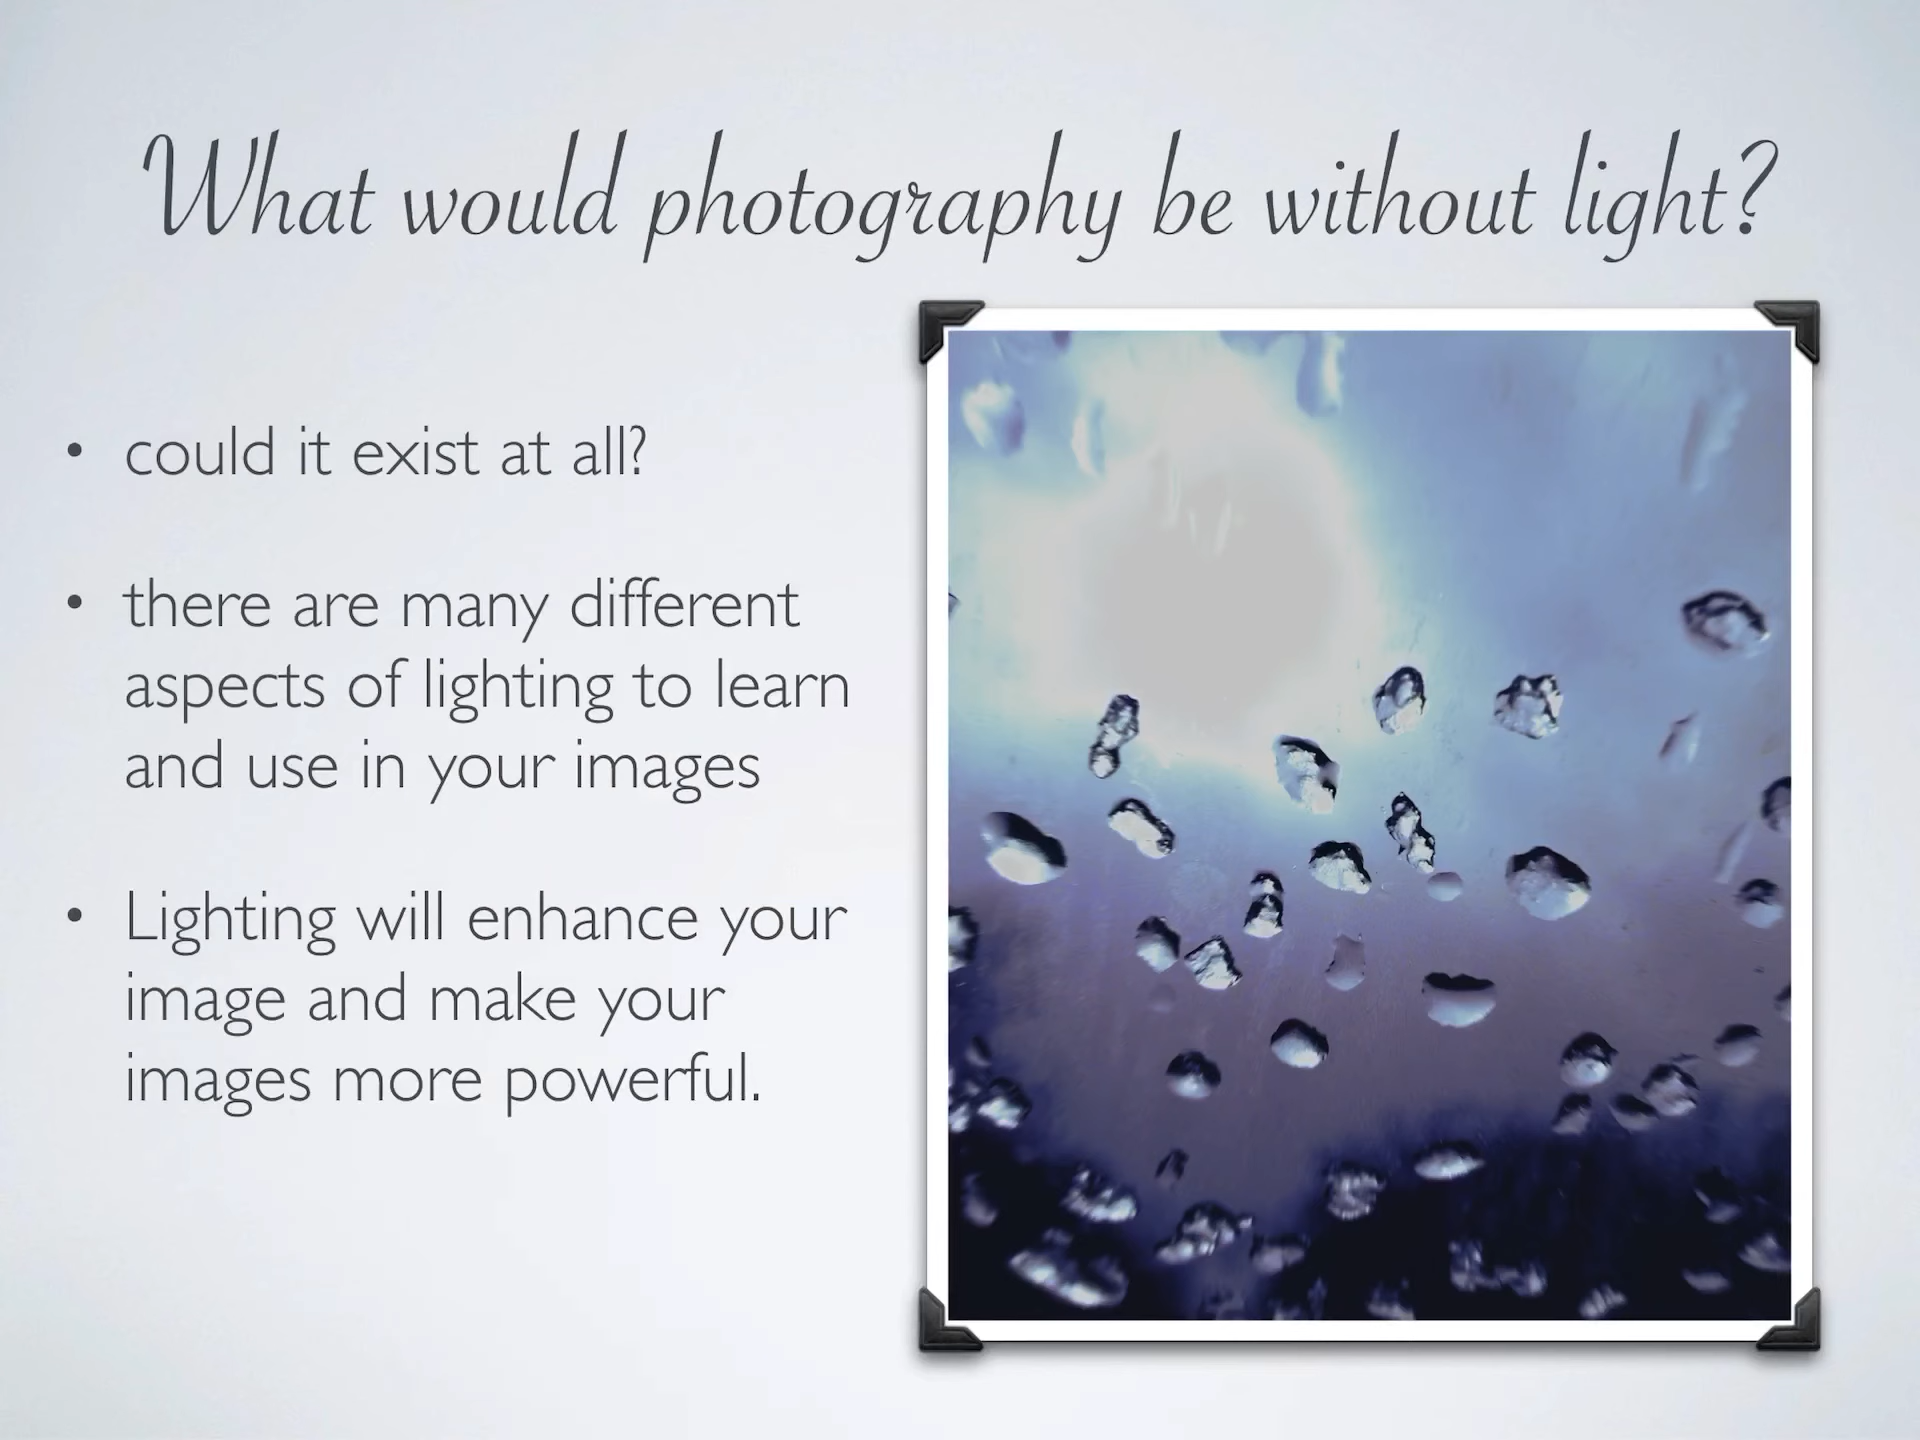 What would photography be without light?
• could it exist at all?
• there are many different
aspects of lighting to learn
and use in your images
• Lighting will enhance your
image and make your
images more powerful.